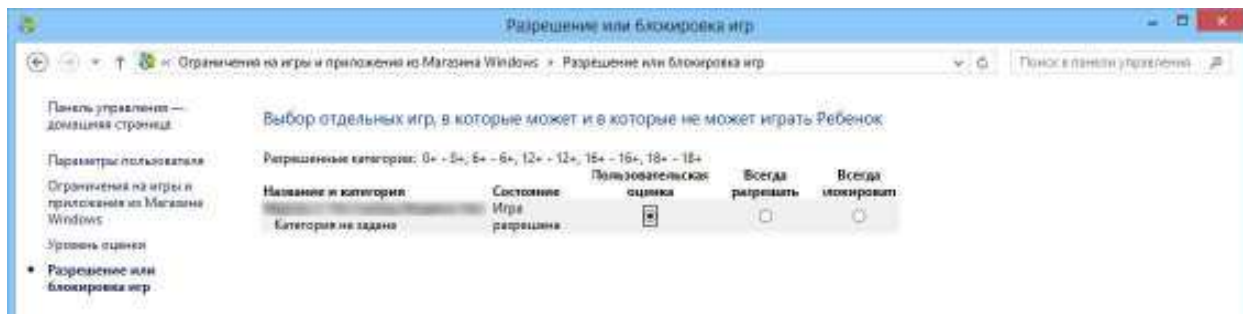 Разрешение или блокировка игр
« Ограничения на игры и приложения из Магазина Windows ▸ Разрешение или блокировка игр
Поиск в панели управления
Панель управления —
домашняя страница
Параметры пользователя
Ограничения на игры и
приложения из Магазина
Windows
Уровень оценки
• Разрешение или
блокировка игр
Выбор отдельных игр, в которые может и в которые не может играть Ребенок
Разрешенные категории: 0+ - 0+, 6+ - 6+, 12+ - 12+, 16+ - 16+, 18+ - 18+
Название и категория
Состояние
Пользовательская
оценка
Всегда
разрешать
Всегда
блокировать
Игра
разрешена
Категория не задана